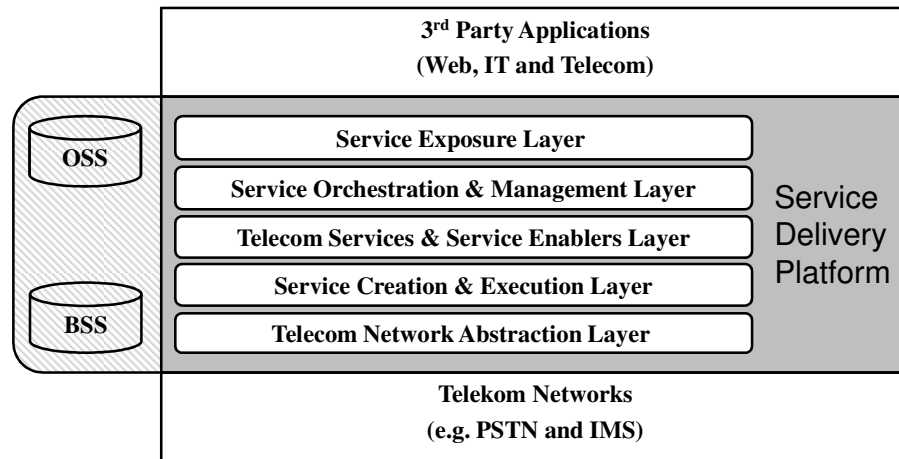 3rd Party Applications
(Web, IT and Telecom)
OSS
BSS
Service Exposure Layer
Service Orchestration & Management Layer
Telecom Services & Service Enablers Layer
Service Creation & Execution Layer
Telecom Network Abstraction Layer
Service
Delivery
Platform
Telekom Networks
(e.g. PSTN and IMS)